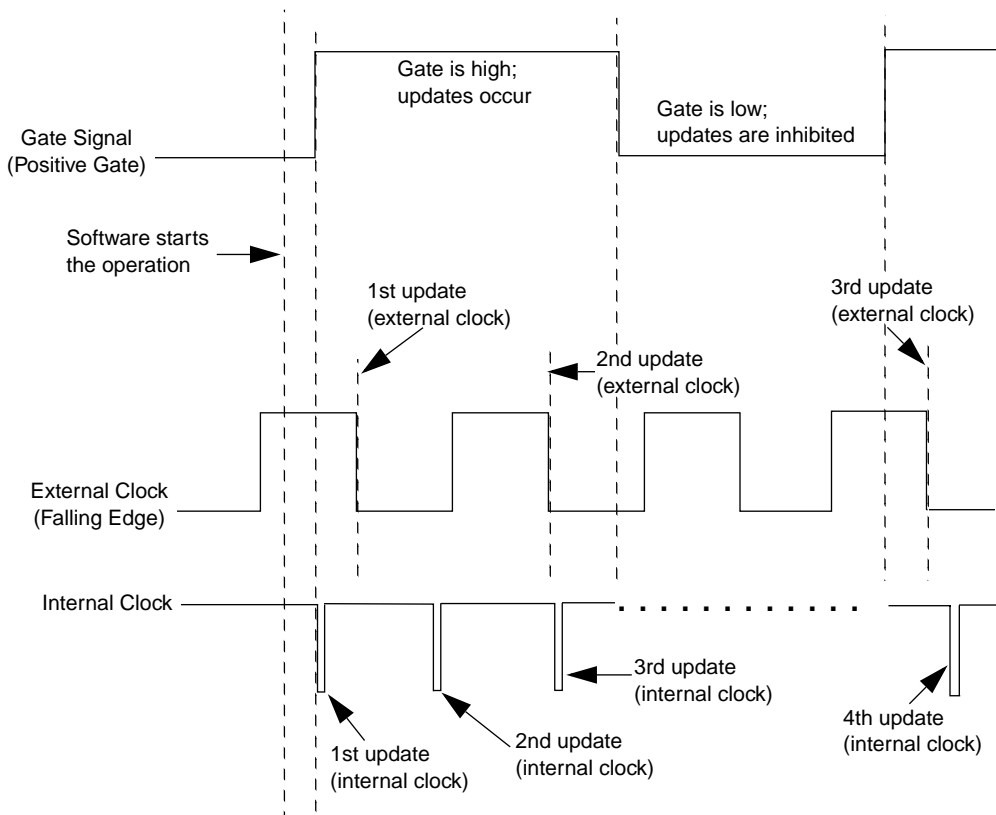 Gate is high;
updates occur
Gate is low;
updates are inhibited
Gate Signal
(Positive Gate)
Software starts
the operation
1st update
(external clock)
3rd update
(external clock)
2nd update
(external clock)
External Clock
(Falling Edge)
Internal Clock
3rd update
(internal clock)
4th update
(internal clock)
2nd update
(internal clock)
1st update
(internal clock)